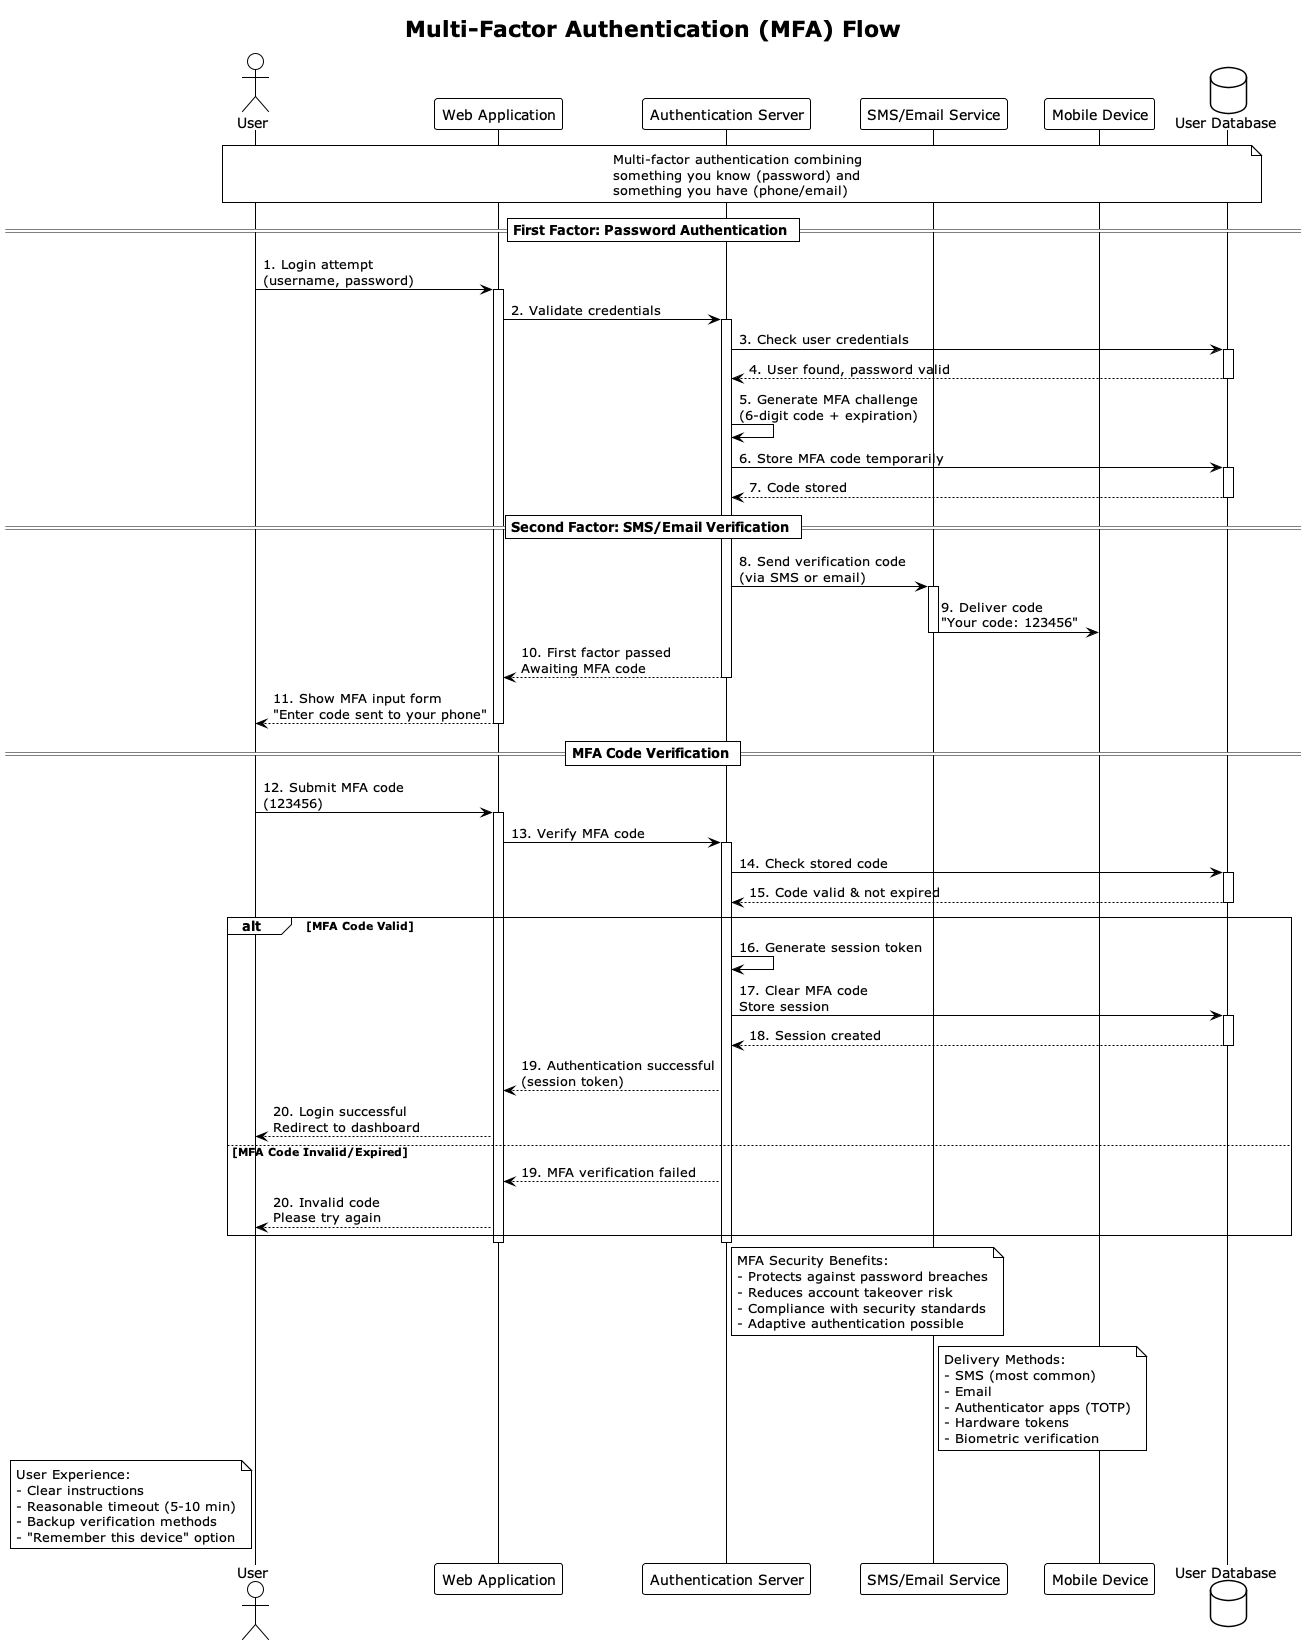 Multi-Factor Authentication (MFA) Flow
User
Web Application
Authentication Server
SMS/Email Service
Mobile Device
User Database
Multi-factor authentication combining
something you know (password) and
something you have (phone/email)
First Factor: Password Authentication
1. Login attempt
(username, password)
2. Validate credentials
3. Check user credentials
4. User found, password valid
5. Generate MFA challenge
(6-digit code + expiration)
6. Store MFA code temporarily
7. Code stored
Second Factor: SMS/Email Verification
8. Send verification code
(via SMS or email)
9. Deliver code
"Your code: 123456"
10. First factor passed
Awaiting MFA code
11. Show MFA input form
"Enter code sent to your phone"
MFA Code Verification
12. Submit MFA code
(123456)
13. Verify MFA code
14. Check stored code
15. Code valid & not expired
alt
[MFA Code Valid]
16. Generate session token
17. Clear MFA code
Store session
18. Session created
19. Authentication successful
(session token)
20. Login successful
Redirect to dashboard
[MFA Code Invalid/Expired]
19. MFA verification failed
20. Invalid code
Please try again
MFA Security Benefits:
- Protects against password breaches
- Reduces account takeover risk
- Compliance with security standards
- Adaptive authentication possible
Delivery Methods:
- SMS (most common)
- Email
- Authenticator apps (TOTP)
- Hardware tokens
- Biometric verification
User Experience:
- Clear instructions
- Reasonable timeout (5-10 min)
- Backup verification methods
- "Remember this device" option
User
Web Application
Authentication Server
SMS/Email Service
Mobile Device
User Database